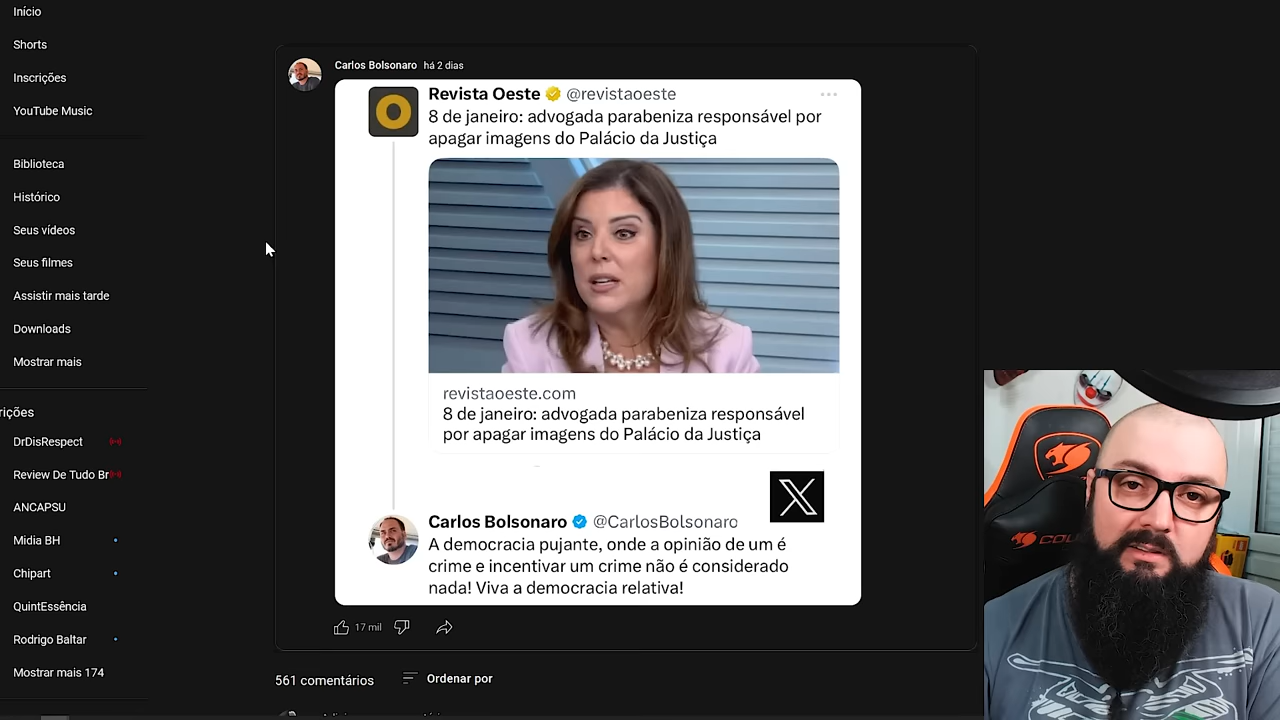 Início
Shorts
Inscrições
YouTube Music
Biblioteca
Histórico
Seus vídeos
Seus filmes
Assistir mais tarde
Downloads
Mostrar mais
rições
DrDisRespect
Review De Tudo Br
ANCAPSU
Midia BH
Chipart
QuintEssência
Rodrigo Baltar
Mostrar mais 174
Carlos Bolsonaro há 2 dias
Revista Oeste @revistaoeste
8 de janeiro: advogada parabeniza responsável por
apagar imagens do Palácio da Justiça
revistaoeste.com
8 de janeiro: advogada parabeniza responsável
por apagar imagens do Palácio da Justiça
X
Carlos Bolsonaro @CarlosBolsonaro
A democracia pujante, onde a opinião de um é
crime e incentivar um crime não é considerado
nada! Viva a democracia relativa!
17 mil
561 comentários
Ordenar por